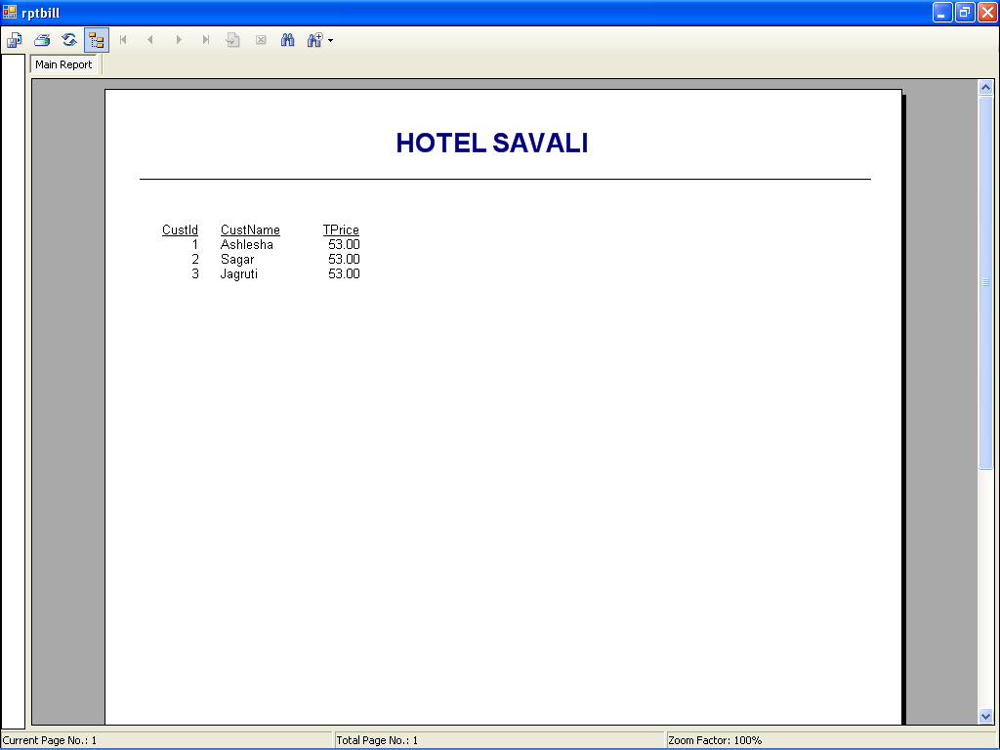 rptbill
Main Report
HOTEL SAVALI
CustId CustName TPrice
1 Ashlesha 53.00
2 Sagar 53.00
3 Jagruti 53.00
Current Page No.: 1 Total Page No.: 1 Zoom Factor: 100%